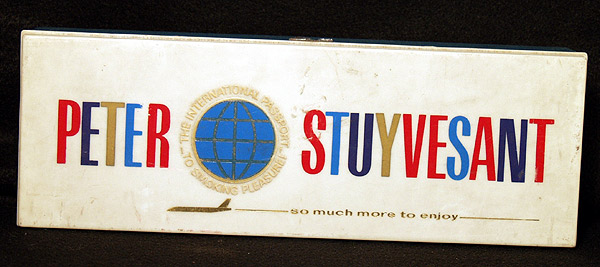 PETER STUYVESANT
THE INTERNATIONAL PASSPORT
TO SMOKING PLEASURE
so much more to enjoy